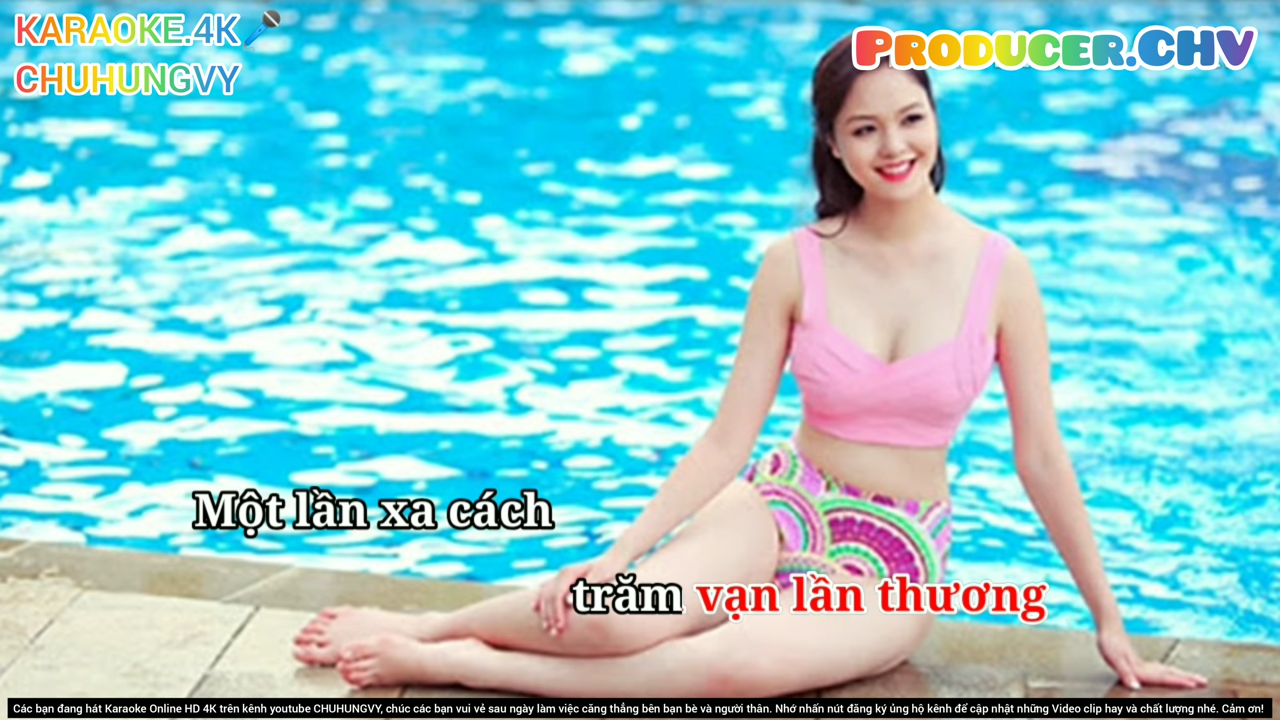 KARAOKE.4K
CHUHUNGVY
PRODUCER.CHV
Một lần xa cách
trăm vạn lần thương
Các bạn đang hát Karaoke Online HD 4K trên kênh youtube CHUHUNGVY, chúc các bạn vui vẻ sau ngày làm việc căng thẳng bên bạn bè và người thân. Nhớ nhấn nút đăng ký ủng hộ kênh để cập nhật những Video clip hay và chất lượng nhé. Cảm ơn!